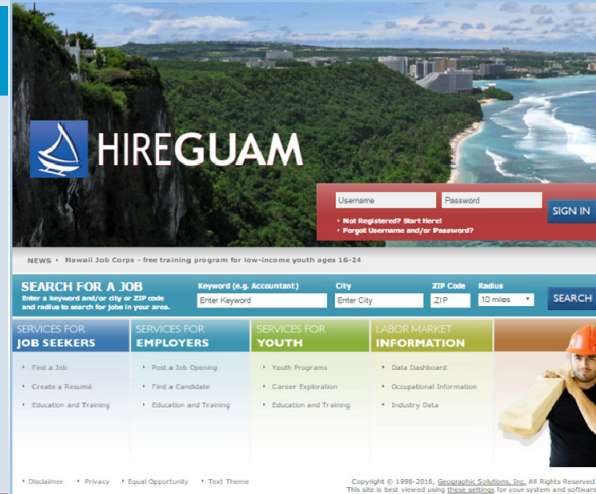 HIREGUAM
Username
Password
SIGN IN
Not Registered? Start Here!
Forgot Username and/or Password?
NEWS
Hawaii Job Corps - free training program for low-income youth ages 16-24
SEARCH FOR A JOB
Enter a keyword and/or city or ZIP code
and radius to search for jobs in your area.
Keyword (e.g. Accountant)
City
ZIP Code
Radius
Enter Keyword
Enter City
ZIP
10 miles
SEARCH
SERVICES FOR
JOB SEEKERS
Find a Job
Create a Resumé
Education and Training
SERVICES FOR
EMPLOYERS
Post a Job Opening
Find a Candidate
Education and Training
SERVICES FOR
YOUTH
Youth Programs
Career Exploration
Education and Training
LABOR MARKET
INFORMATION
Data Dashboard
Occupational Information
Industry Data
Disclaimer
Privacy
Equal Opportunity
Text Theme
Copyright © 1998-2016, Geographic Solutions, Inc. All Rights Reserved.
This site is best viewed using these settings for your system and software